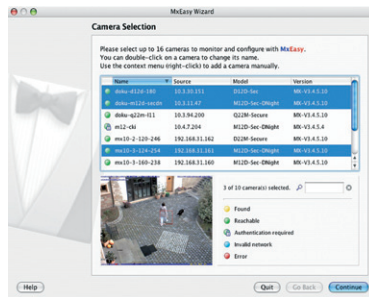 MxEasy Wizard
Camera Selection
Please select up to 16 cameras to monitor and configure with MxEasy.
You can double-click on a camera to change its name.
Use the context menu (right-click) to add a camera manually.
Name Source Model Version
doku-d12d-180 10.3.30.151 D12D-Sec MX-V3.4.5.10
doku-m12d-secdn 10.3.11.47 M12D-Sec-DNight MX-V3.4.5.10
doku-q22m-l11 10.3.94.200 Q22M-Secure MX-V3.4.5.10
m12-cki 10.4.7.204 M12D-Sec-DNight MX-V3.4.5.4
mx10-2-120-246 192.168.31.162 D22M-Secure MX-V3.4.5.10
mx10-3-124-254 192.168.31.161 M12D-Sec-DNight MX-V3.4.5.10
mx10-3-160-238 192.168.31.160 M12D-Sec-DNight MX-V3.4.5.10
3 of 10 camera(s) selected.
Found
Reachable
Authentication required
Invalid network
Error
Help Quit Go Back Continue